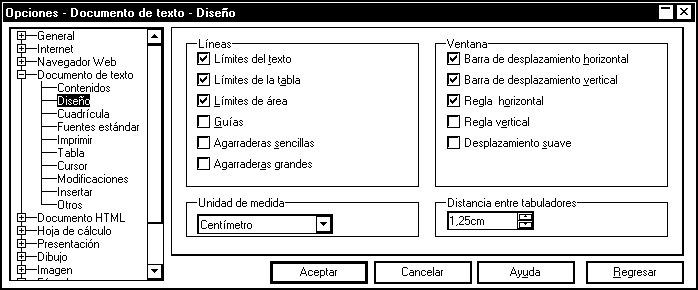 Opciones - Documento de texto - Diseño
General
Internet
Navegador Web
Documento de texto
Contenidos
Diseño
Cuadrícula
Fuentes estándar
Imprimir
Tabla
Cursor
Modificaciones
Insertar
Otros
Documento HTML
Hoja de cálculo
Presentación
Dibujo
Imagen
Líneas
Límites del texto
Límites de la tabla
Límites de área
Guías
Agarraderas sencillas
Agarraderas grandes
Ventana
Barra de desplazamiento horizontal
Barra de desplazamiento vertical
Regla horizontal
Regla vertical
Desplazamiento suave
Unidad de medida
Centímetro
Distancia entre tabuladores
1,25cm
Aceptar
Cancelar
Ayuda
Regresar